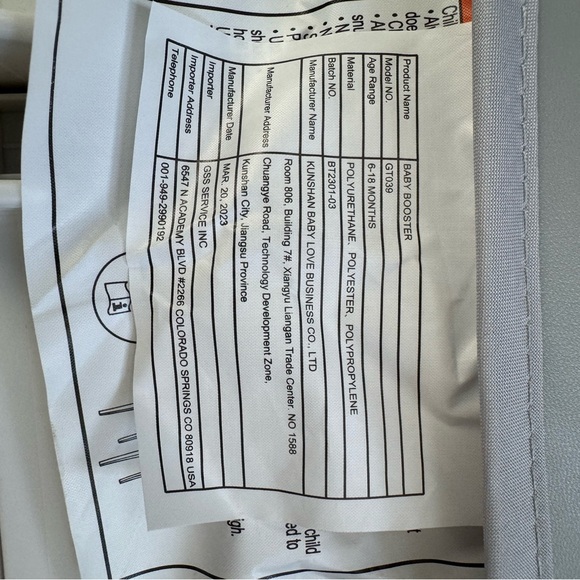 Product Name BABY BOOSTER
Model NO. GT039
Age Range 6-18 MONTHS
Material POLYURETHANE、POLYESTER、POLYPROPYLENE
Batch NO. BT2301-03
Manufacturer Name KUNSHAN BABY LOVE BUSINESS CO., LTD
Manufacturer Address Room 806, Building 7#, Xiangyu Liangan Trade Center. NO 1588
Chuangye Road, Technology Development Zone,
Kunshan City, Jiangsu Province
Manufacturer Date MAR. 20, 2023
Importer GSS SERVICE INC
Importer Address 6547 N ACADEMY BLVD #2266 COLORADO SPRINGS CO 80918 USA
Telephone 001-949-2990192
child
ed to
igh.